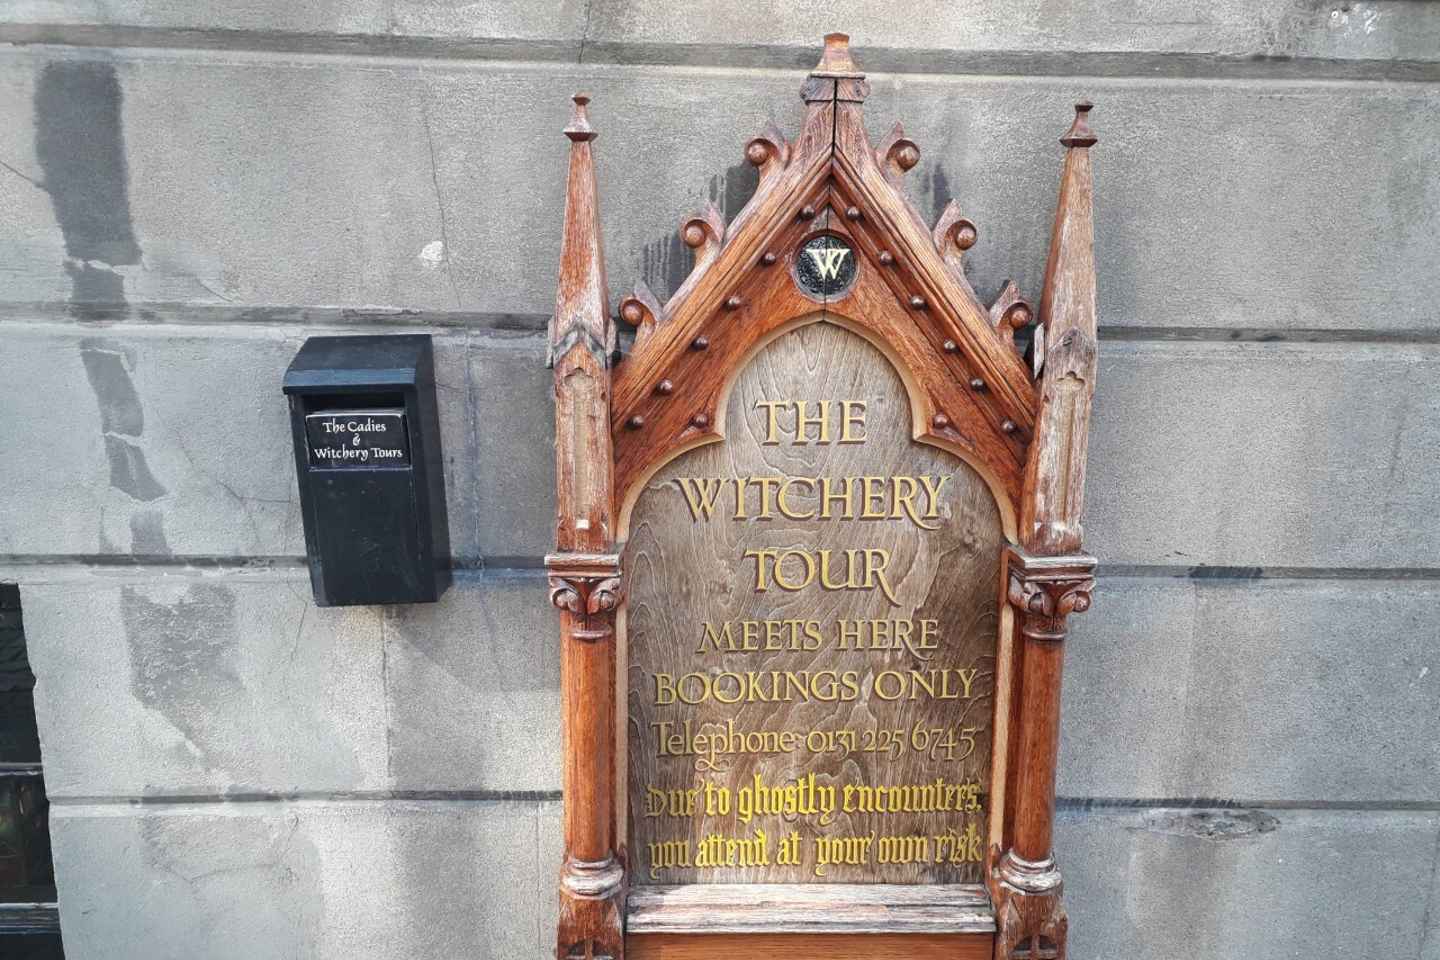 W
The Cadies
&
Witchery Tours
THE
WITCHERY
TOUR
MEETS HERE
BOOKINGS ONLY
Telephone 0131 225 6745
Due to ghostly encounters,
you attend at your own risk